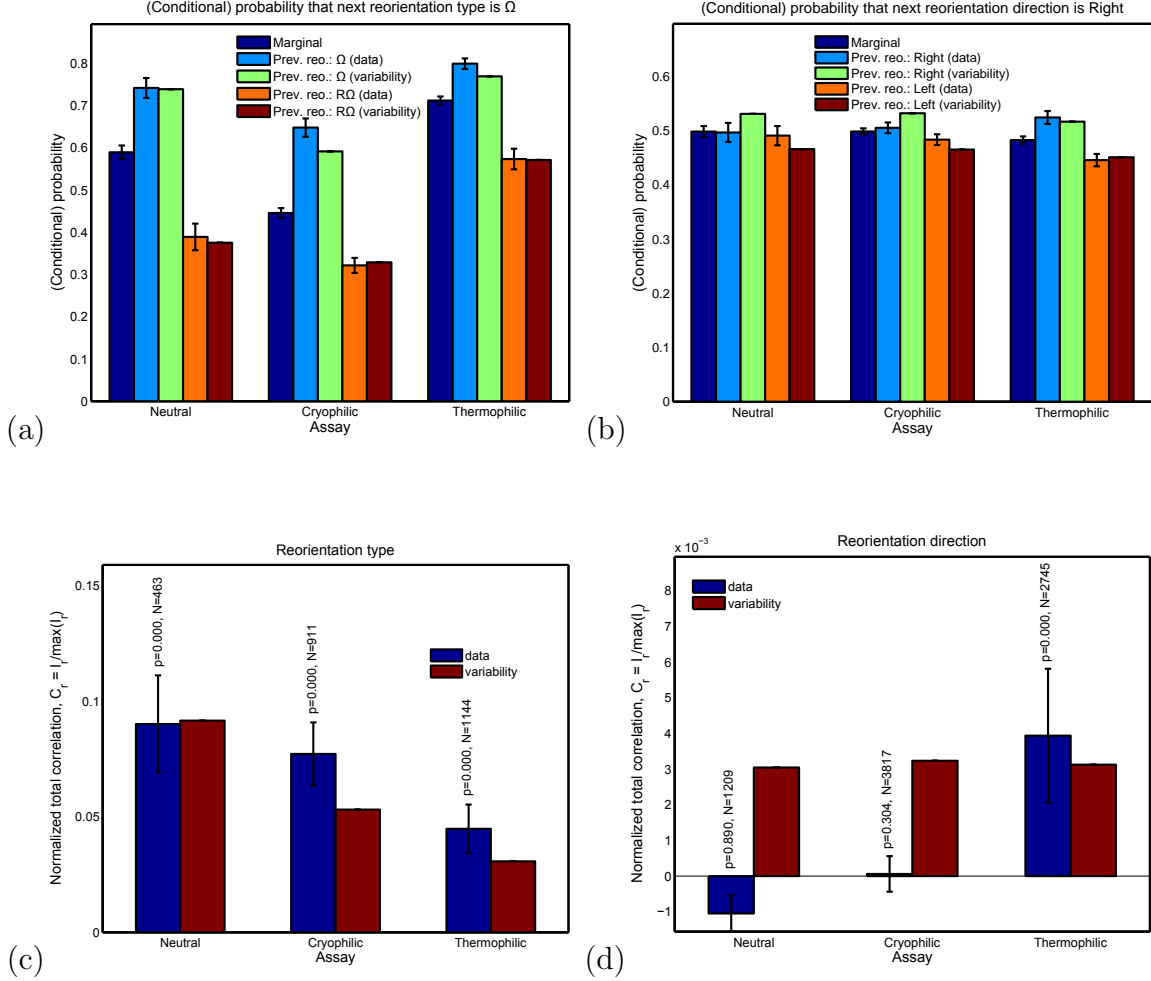 (Conditional) probability that next reorientation type is Ω
(Conditional) probability
0.8
0.7
0.6
0.5
0.4
0.3
0.2
0.1
0
Marginal
Prev. reo.: Ω (data)
Prev. reo.: Ω (variability)
Prev. reo.: RΩ (data)
Prev. reo.: RΩ (variability)
Neutral
Cryophilic
Thermophilic
Assay
(a)
(Conditional) probability that next reorientation direction is Right
(Conditional) probability
0.6
0.5
0.4
0.3
0.2
0.1
0
Marginal
Prev. reo.: Right (data)
Prev. reo.: Right (variability)
Prev. reo.: Left (data)
Prev. reo.: Left (variability)
Neutral
Cryophilic
Thermophilic
Assay
(b)
Reorientation type
Normalized total correlation, C_r = I_r/max(I_r)
0.15
0.1
0.05
0
p=0.000, N=463
p=0.000, N=911
p=0.000, N=1144
data
variability
Neutral
Cryophilic
Thermophilic
Assay
(c)
Reorientation direction
x 10⁻³
Normalized total correlation, C_r = I_r/max(I_r)
8
7
6
5
4
3
2
1
0
−1
data
variability
p=0.890, N=1209
p=0.304, N=3817
p=0.000, N=2745
Neutral
Cryophilic
Thermophilic
Assay
(d)